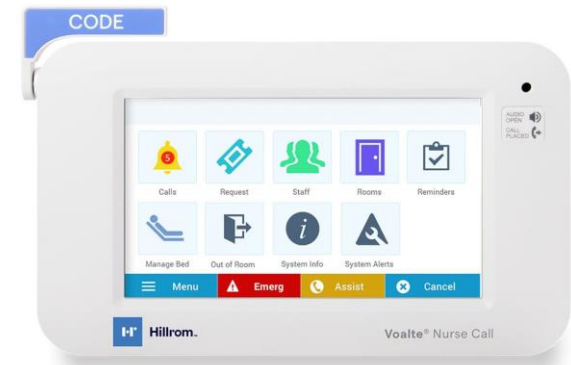 CODE
AUDIO
OPEN
CALL
PLACED
5
Calls
Request
Staff
Rooms
Reminders
i
Manage Bed
Out of Room
System Info
System Alerts
Menu
Emerg
Assist
Cancel
H·r Hillrom™
Voalte® Nurse Call